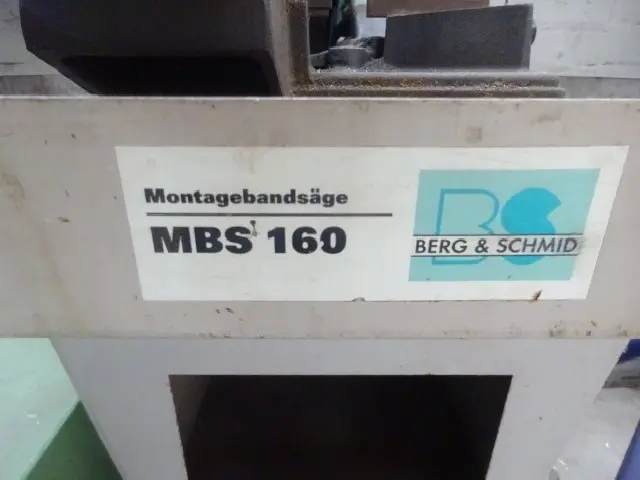 Montagebandsäge
MBS 160
BS
BERG & SCHMID